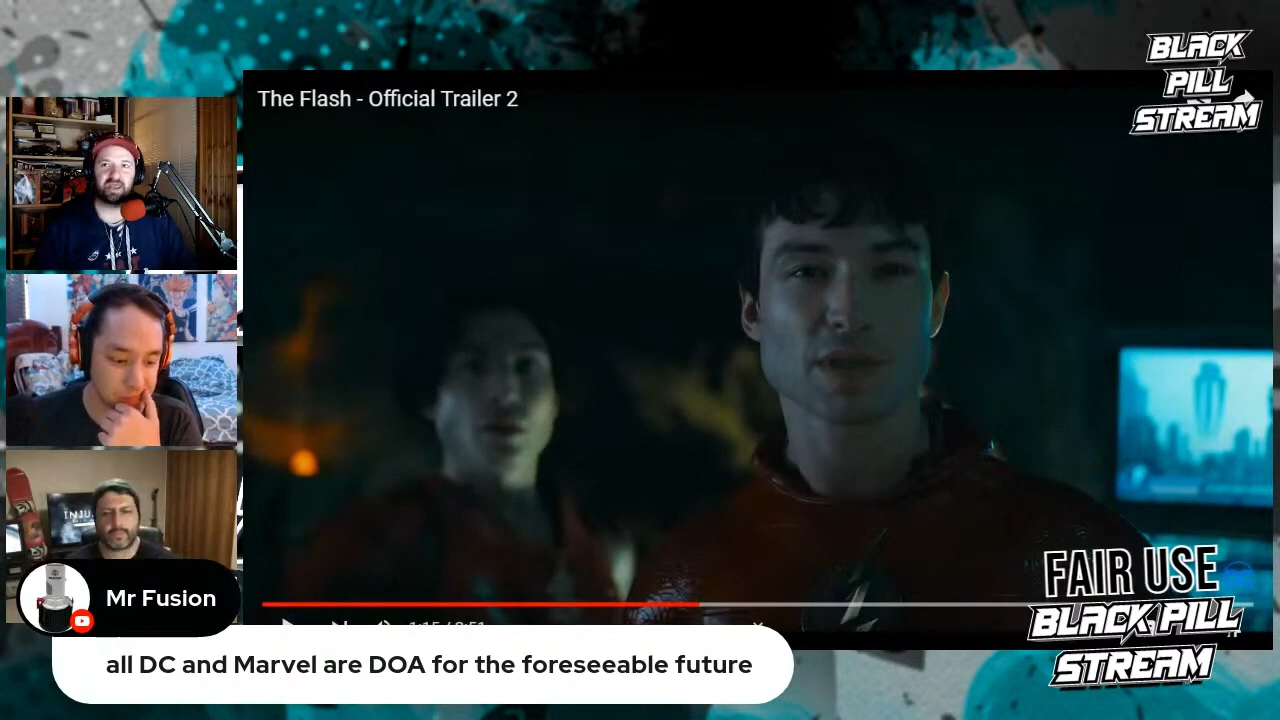 BLACK
PILL
STREAM
The Flash - Official Trailer 2
INJU
Mr Fusion
all DC and Marvel are DOA for the foreseeable future
FAIR USE
BLACK PILL
STREAM